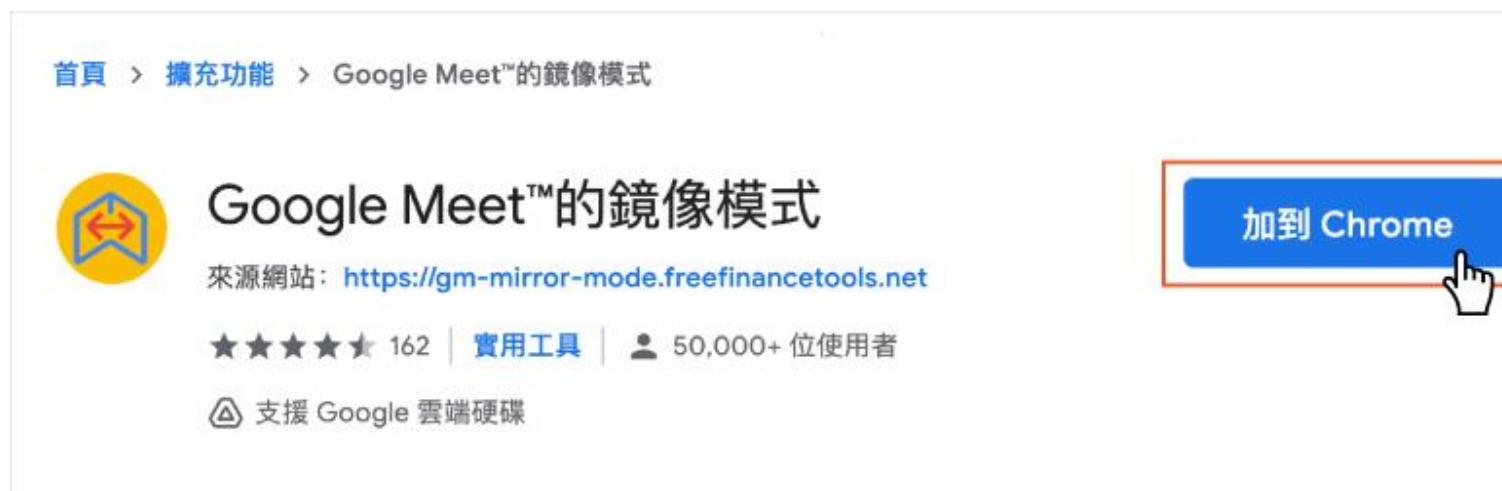 首頁 > 擴充功能 > Google Meet™的鏡像模式
Google Meet™的鏡像模式
加到 Chrome
來源網站： https://gm-mirror-mode.freefinancetools.net
162 | 實用工具 | 50,000+ 位使用者
支援 Google 雲端硬碟